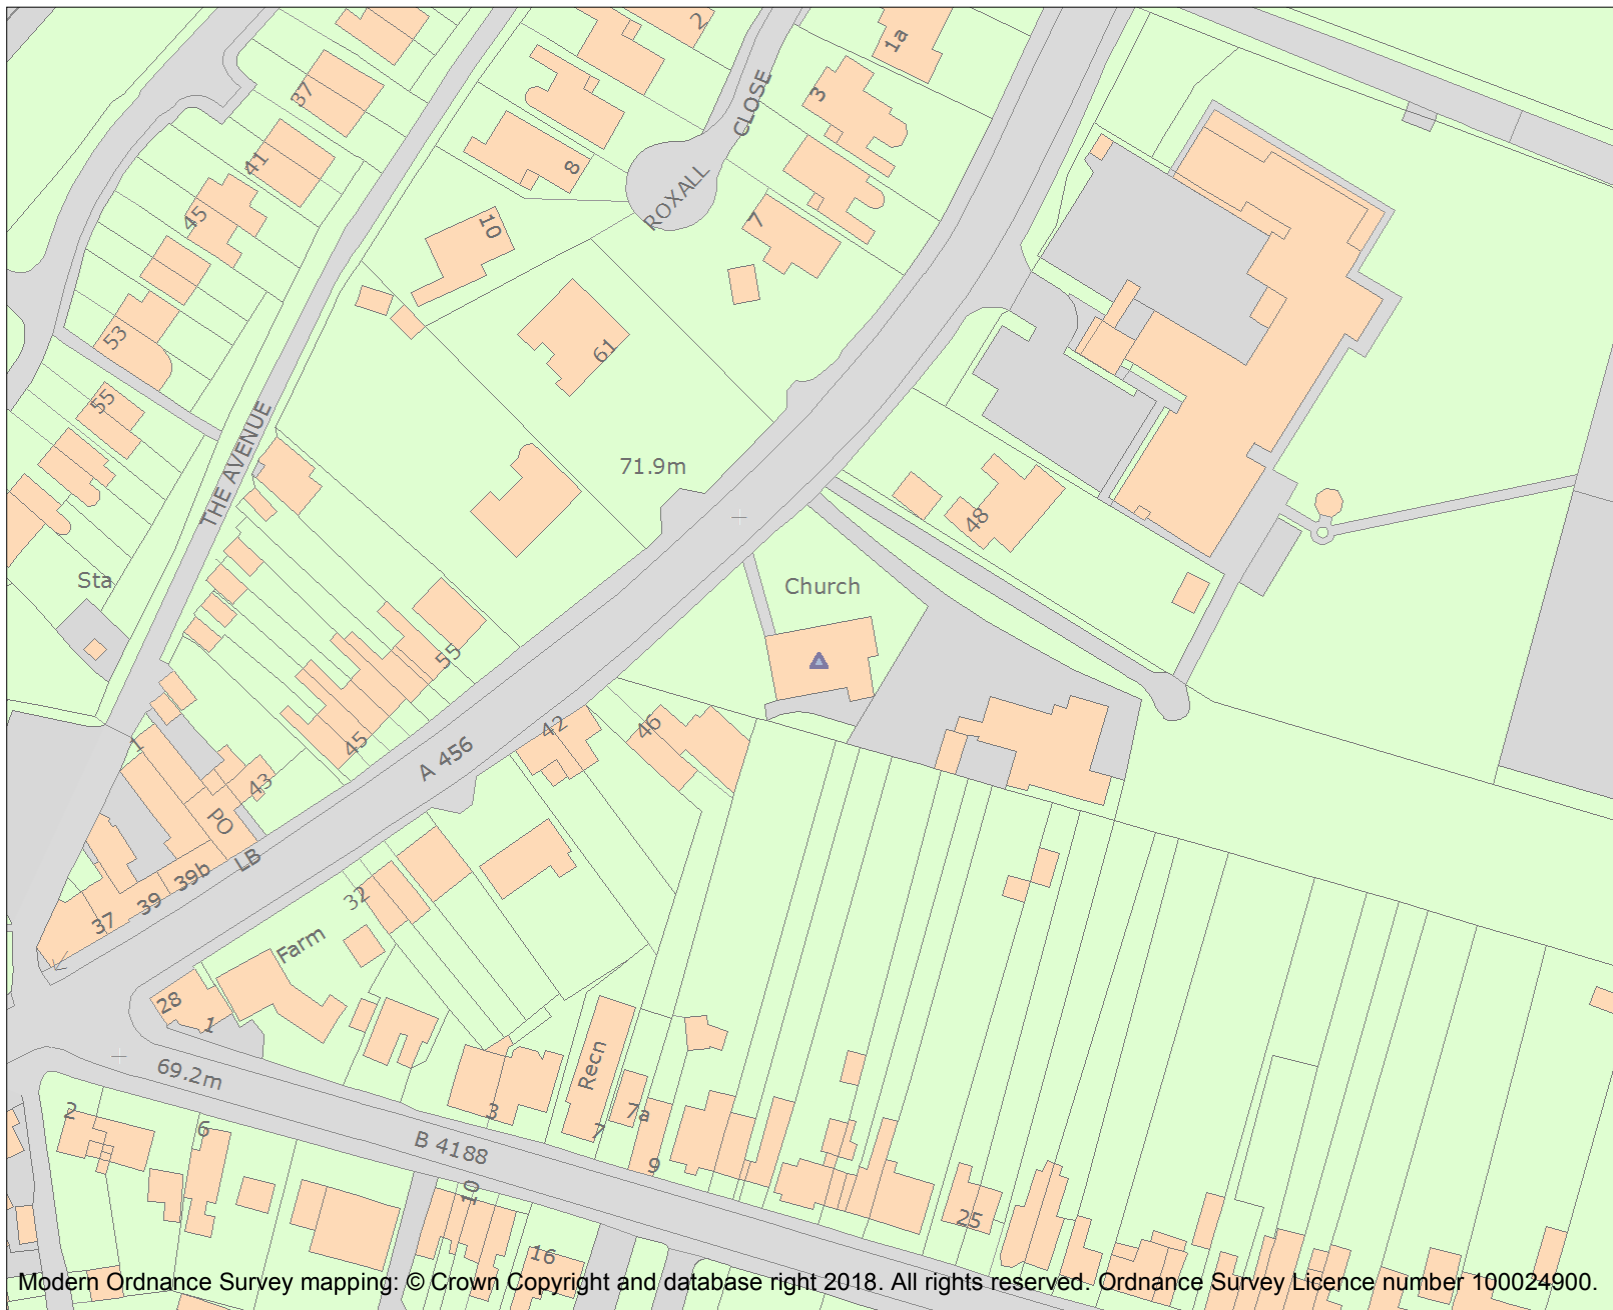 2
1a
37
3
CLOSE
41
8
ROXALL
45
10
7
53
61
55
THE AVENUE
71.9m
48
Sta
Church
55
42
46
1
45
A 456
43
PO
LB
39b
32
39
37
Farm
28
1
Recn
69.2m
2
3
7a
6
7
B 4188
9
10
25
16
Modern Ordnance Survey mapping: © Crown Copyright and database right 2018. All rights reserved. Ordnance Survey Licence number 100024900.